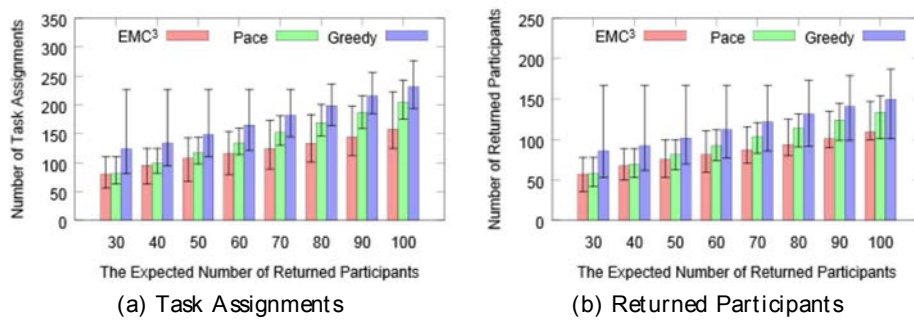 Number of Task Assignments
350
300
250
200
150
100
50
0
EMC³ Pace Greedy
30 40 50 60 70 80 90 100
The Expected Number of Returned Participants
(a) Task Assignments
Number of Returned Participants
250
200
150
100
50
0
EMC³ Pace Greedy
30 40 50 60 70 80 90 100
The Expected Number of Returned Participants
(b) Returned Participants